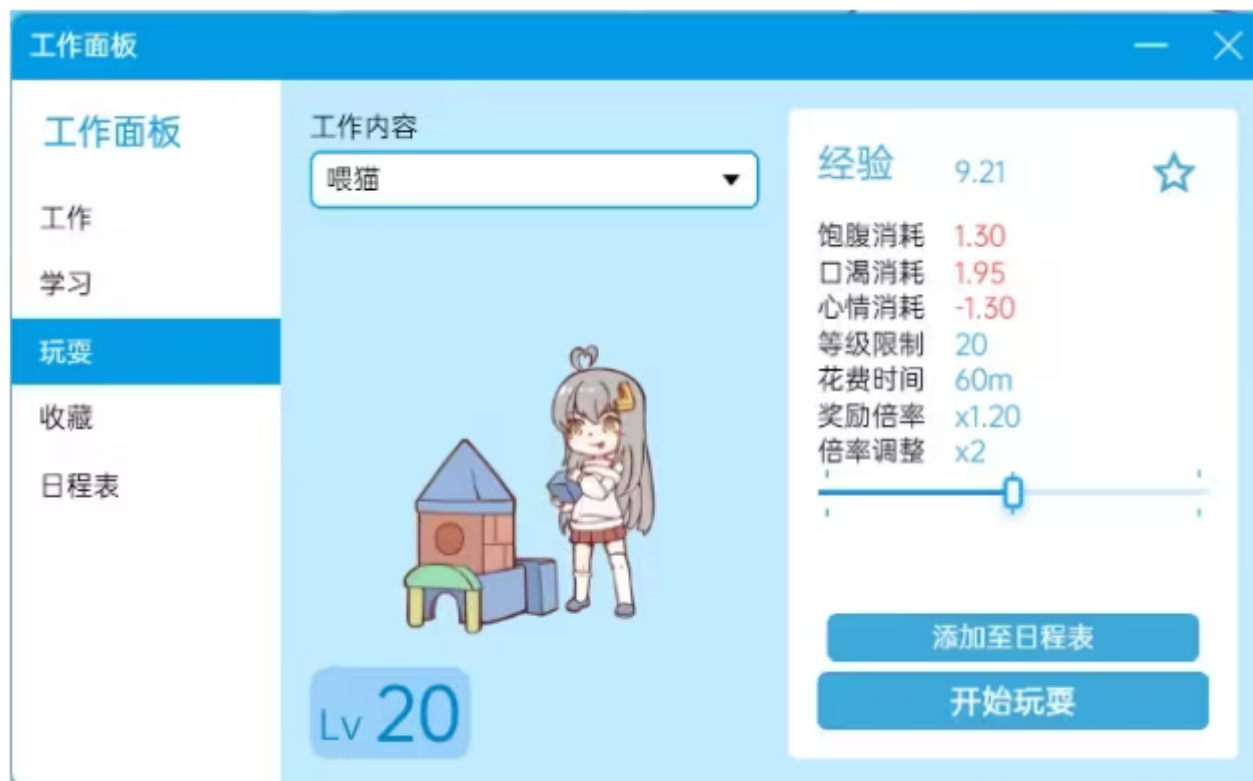 工作面板
工作面板
工作
学习
玩耍
收藏
日程表
工作内容
喂猫
Lv 20
经验 9.21
饱腹消耗 1.30
口渴消耗 1.95
心情消耗 -1.30
等级限制 20
花费时间 60m
奖励倍率 x1.20
倍率调整 x2
添加至日程表
开始玩耍